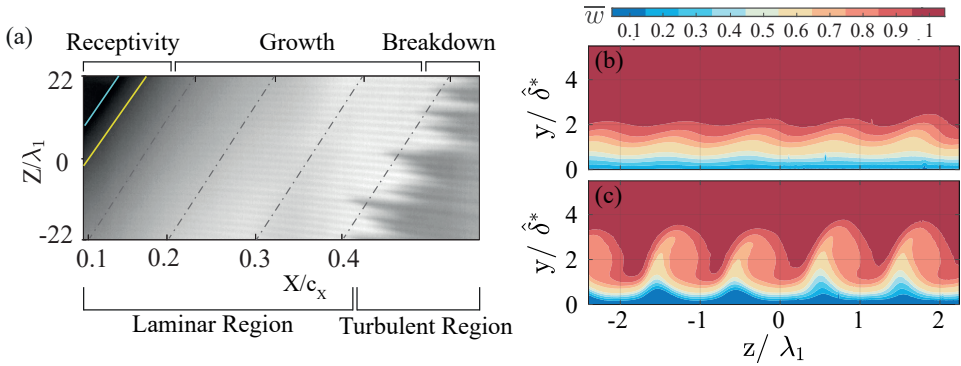 (a)
Receptivity Growth Breakdown
22
0
-22
Z/λ₁
0.1 0.2 0.3 0.4
X/cₓ
Laminar Region Turbulent Region
w̅
0.1 0.2 0.3 0.4 0.5 0.6 0.7 0.8 0.9 1
(b)
4
2
0
y/ δ̂*
(c)
4
2
0
y/ δ̂*
-2 -1 0 1 2
z/ λ₁